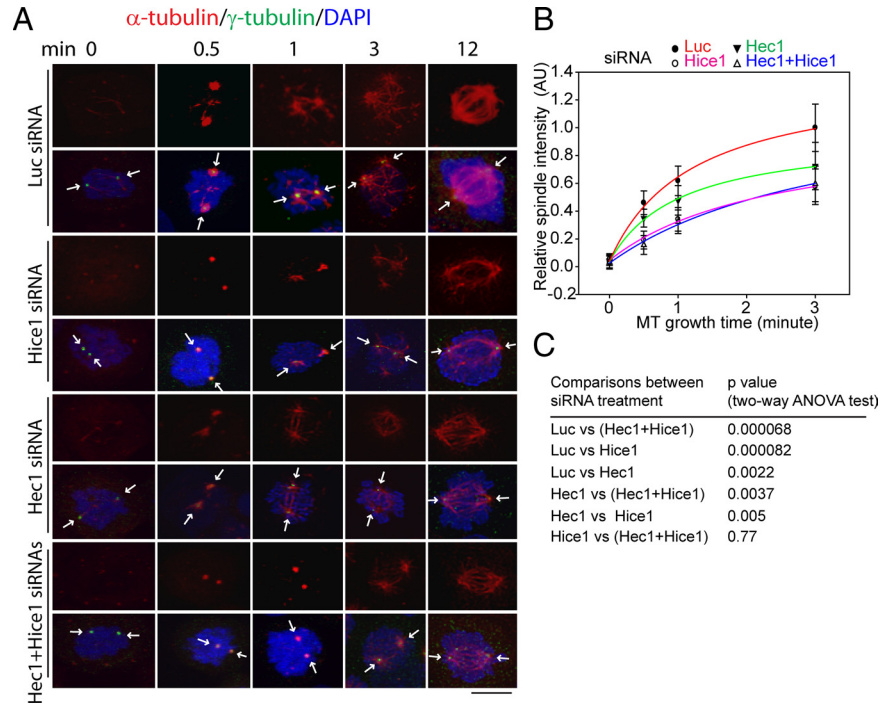 A
α-tubulin/γ-tubulin/DAPI
min 0 0.5 1 3 12
Luc siRNA
Hice1 siRNA
Hec1 siRNA
Hec1+Hice1 siRNAs
B
siRNA
Luc
Hec1
Hice1
Hec1+Hice1
Relative spindle intensity (AU)
1.4
1.2
1.0
0.8
0.6
0.4
0.2
0.0
-0.2
0 1 2 3
MT growth time (minute)
C
Comparisons between siRNA treatment
p value (two-way ANOVA test)
Luc vs (Hec1+Hice1) 0.000068
Luc vs Hice1 0.000082
Luc vs Hec1 0.0022
Hec1 vs (Hec1+Hice1) 0.0037
Hec1 vs Hice1 0.005
Hice1 vs (Hec1+Hice1) 0.77